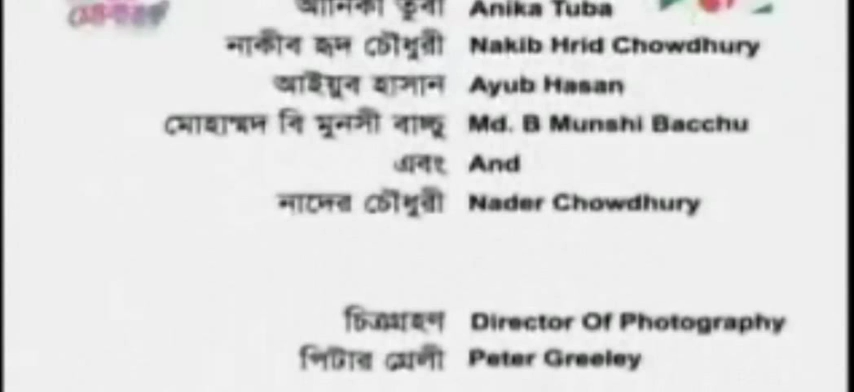 আনিকা তুবা Anika Tuba
নাকীব হৃদ চৌধুরী Nakib Hrid Chowdhury
আইয়ুব হাসান Ayub Hasan
মোহাম্মদ বি মুনসী বাচ্চু Md. B Munshi Bacchu
এবং And
নাদের চৌধুরী Nader Chowdhury
চিত্রগ্রহণ Director Of Photography
পিটার গ্রেলী Peter Greeley